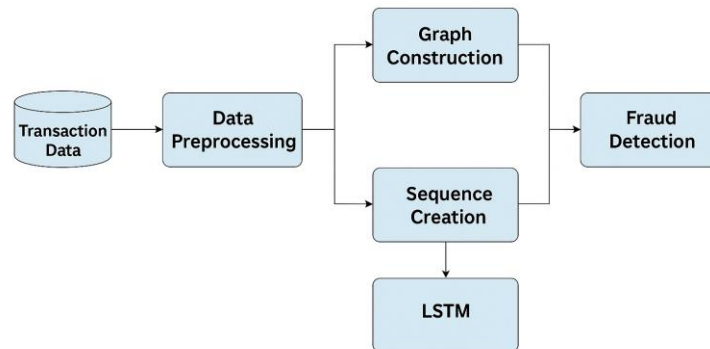 Transaction
Data
Data
Preprocessing
Graph
Construction
Sequence
Creation
LSTM
Fraud
Detection